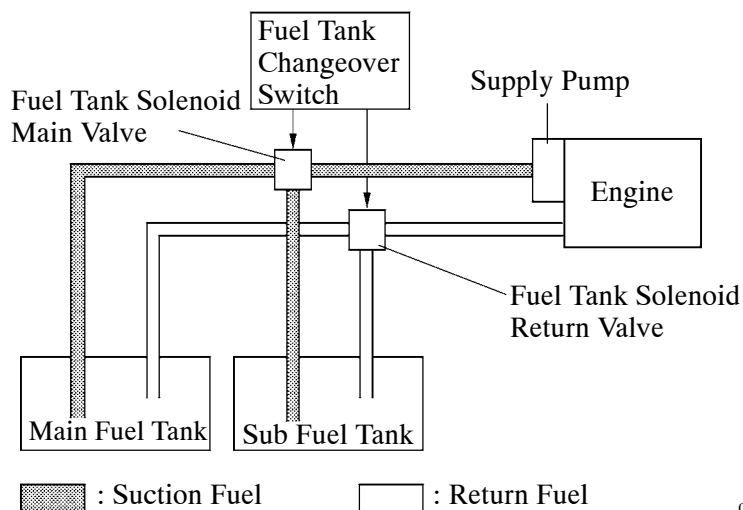 Fuel Tank
Changeover
Switch
Supply Pump
Fuel Tank Solenoid
Main Valve
Engine
Fuel Tank Solenoid
Return Valve
Main Fuel Tank
Sub Fuel Tank
: Suction Fuel
: Return Fuel